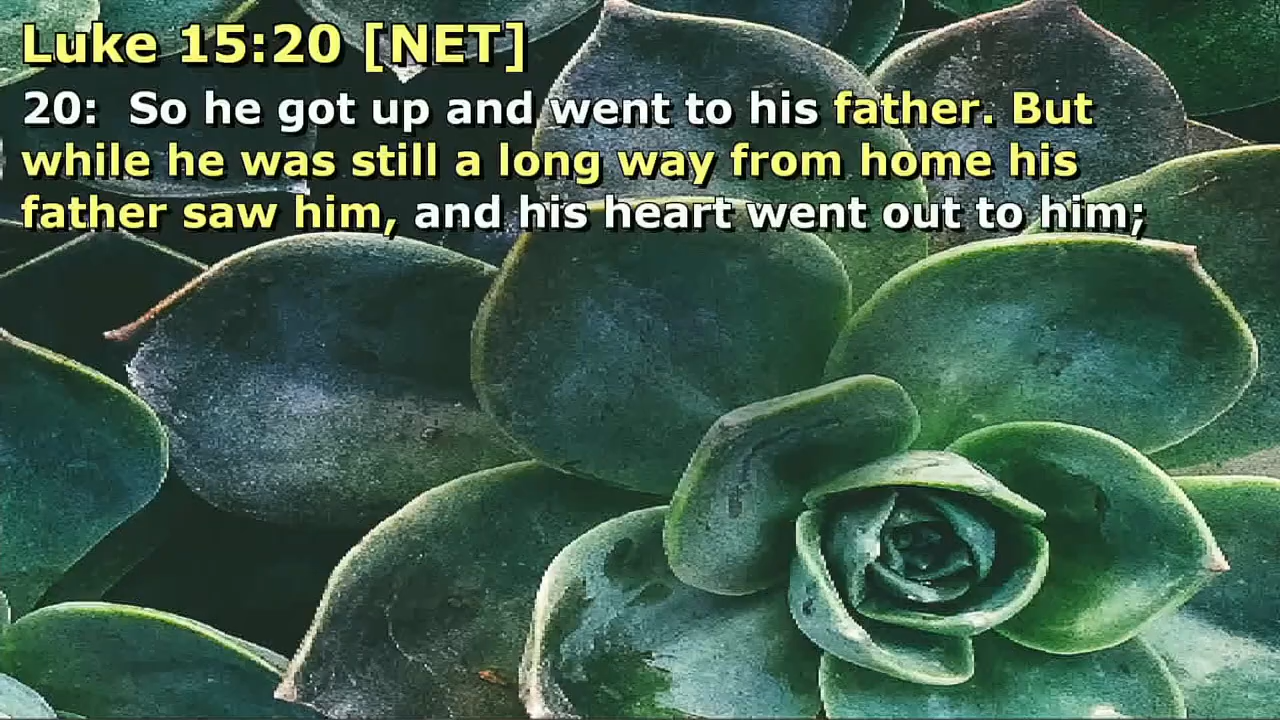 Luke 15:20 [NET]
20:  So he got up and went to his father. But
while he was still a long way from home his
father saw him, and his heart went out to him;